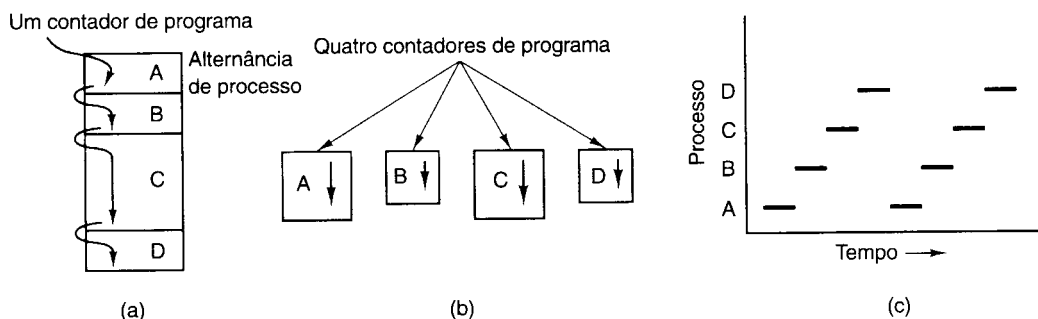 Um contador de programa
Alternância
de processo
A
B
C
D
(a)
Quatro contadores de programa
A
B
C
D
(b)
Processo
D
C
B
A
Tempo
(c)